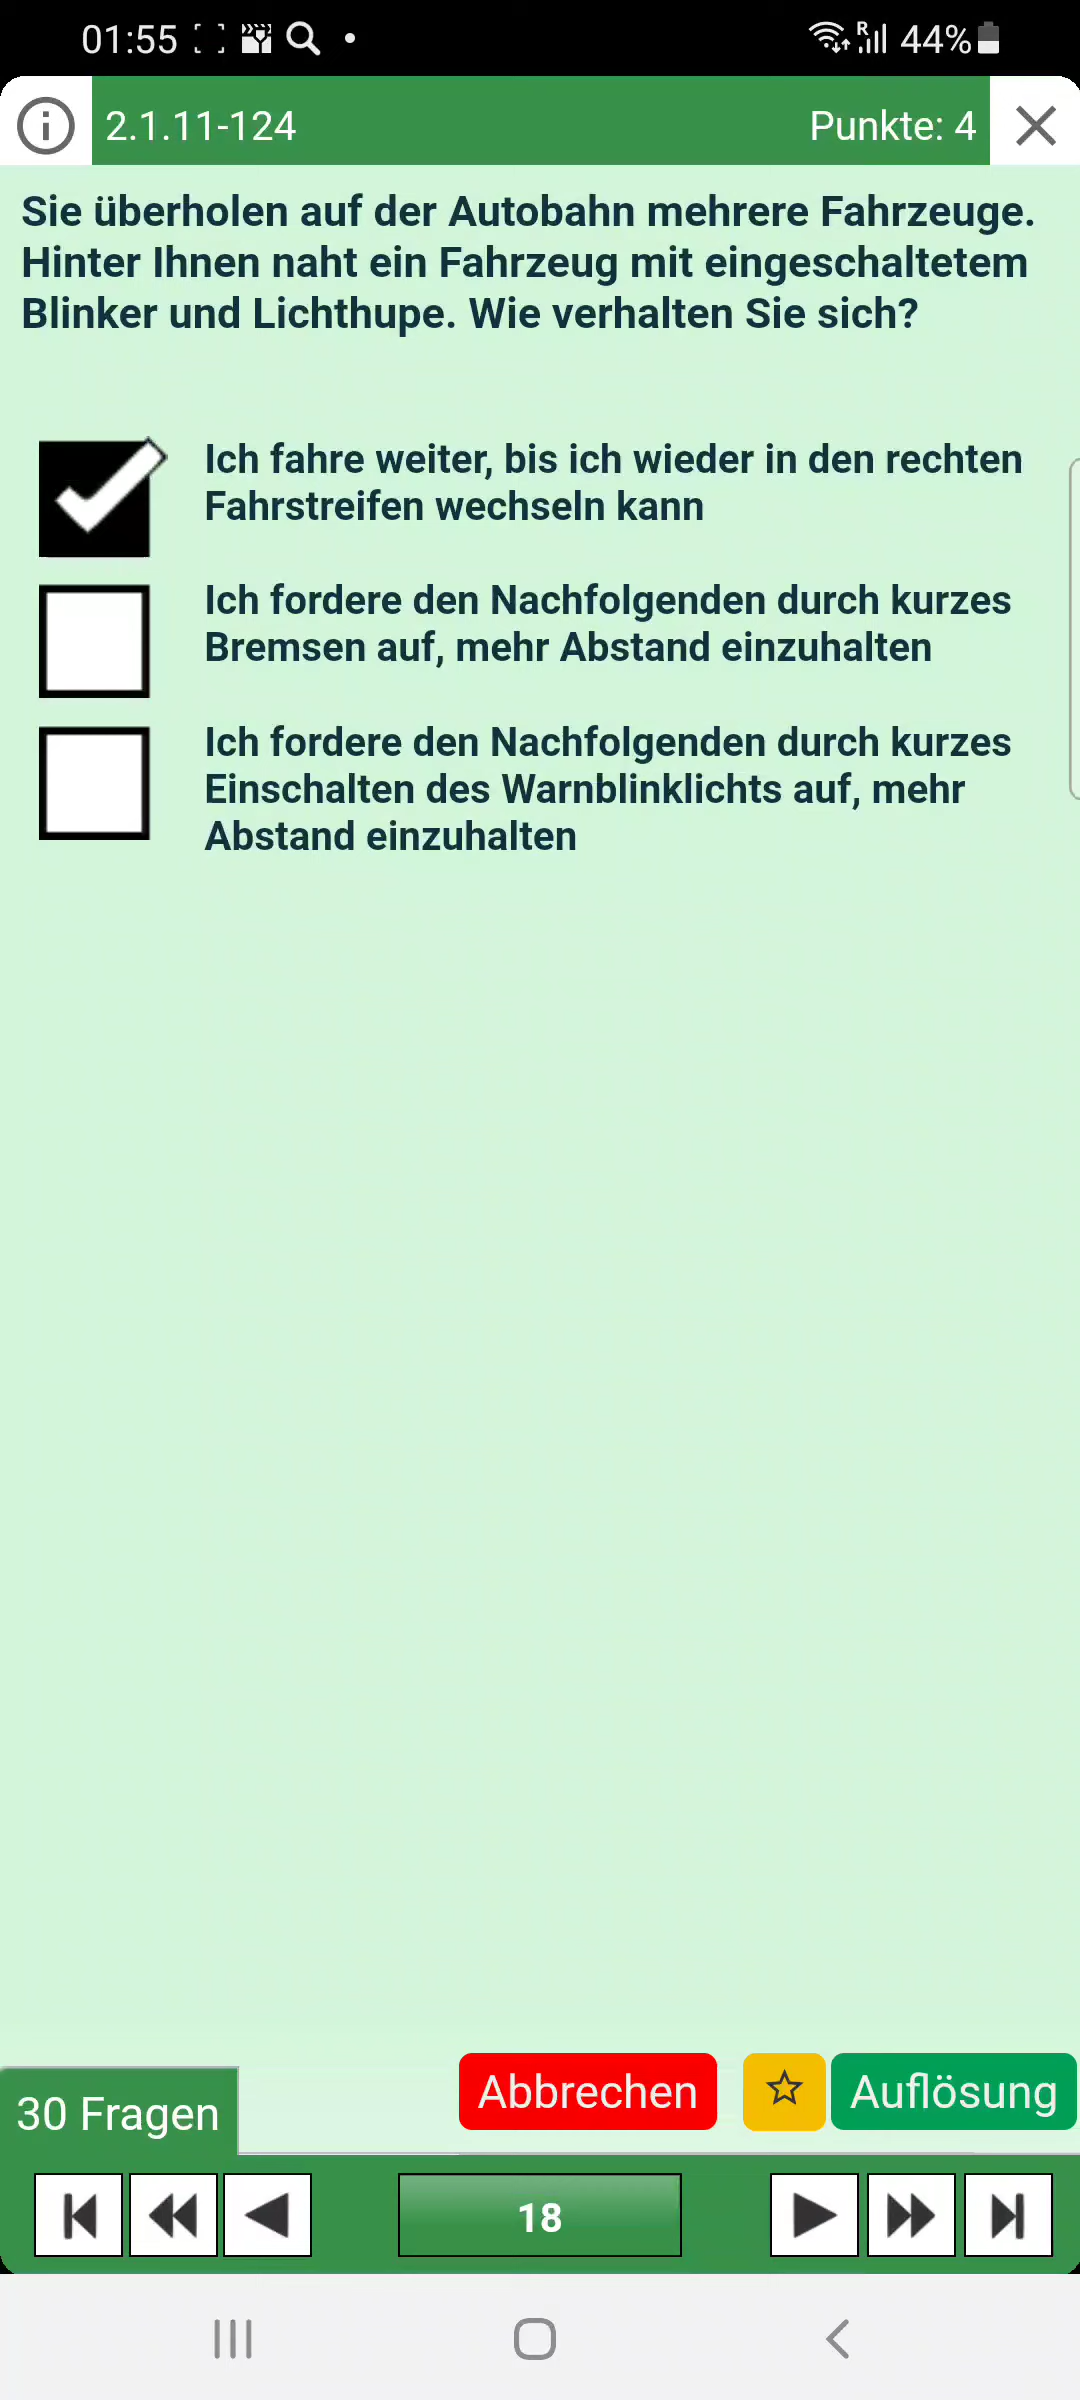 01:55
R 44%
2.1.11-124 Punkte: 4
Sie überholen auf der Autobahn mehrere Fahrzeuge.
Hinter Ihnen naht ein Fahrzeug mit eingeschaltetem
Blinker und Lichthupe. Wie verhalten Sie sich?
Ich fahre weiter, bis ich wieder in den rechten
Fahrstreifen wechseln kann
Ich fordere den Nachfolgenden durch kurzes
Bremsen auf, mehr Abstand einzuhalten
Ich fordere den Nachfolgenden durch kurzes
Einschalten des Warnblinklichts auf, mehr
Abstand einzuhalten
Abbrechen Auflösung
30 Fragen
18